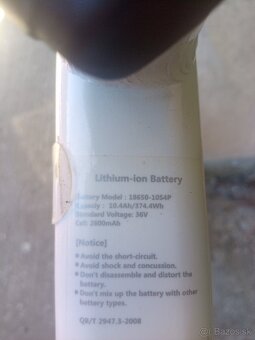 Lithium-ion Battery
Battery Model : 18650-10S4P
Capacity : 10.4Ah/374.4Wh
Standard Voltage: 36V
Cell: 2600mAh
[Notice]
● Avoid the short-circuit.
● Avoid shock and concussion.
● Don't disassemble and distort the
battery.
● Don't mix up the battery with other
battery types.
QB/T 2947.3-2008
Bazos.sk